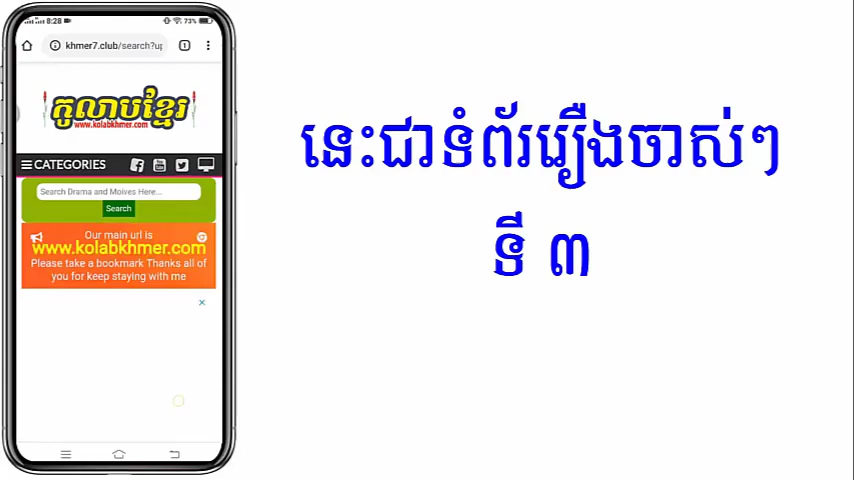 8:28
73%
khmer7.club/search?up
1
កូលាបខ្មែរ
www.kolabkhmer.com
CATEGORIES
Search Drama and Moives Here...
Search
Our main url is
www.kolabkhmer.com
Please take a bookmark Thanks all of
you for keep staying with me
នេះជាទំព័ររឿងចាស់ៗ
ទី ៣